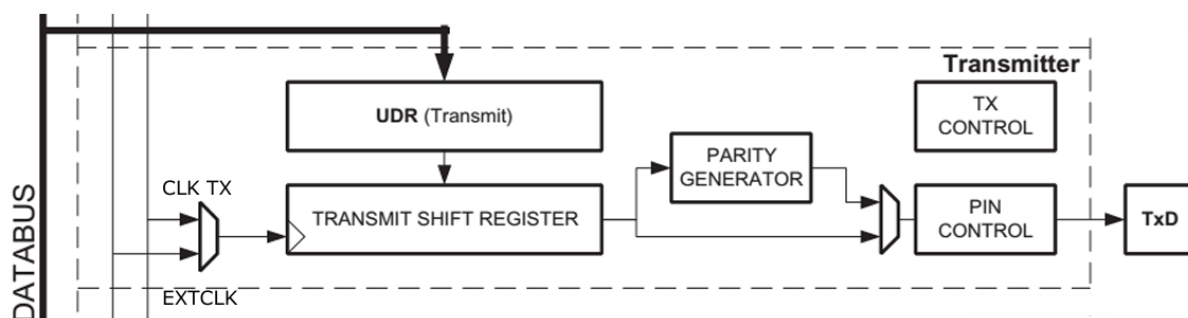 Transmitter
UDR (Transmit)
TX
CONTROL
PARITY
GENERATOR
DATABUS
CLK TX
TRANSMIT SHIFT REGISTER
PIN
CONTROL
TxD
EXTCLK